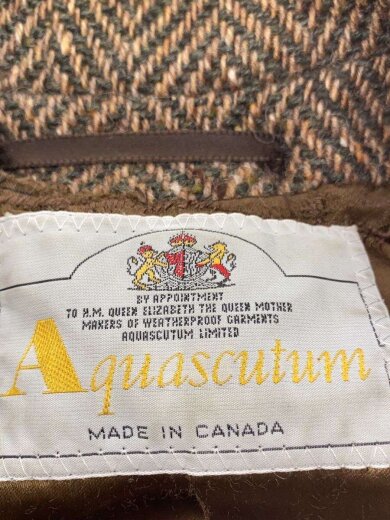 BY APPOINTMENT
TO H.M. QUEEN ELIZABETH THE QUEEN MOTHER
MAKERS OF WEATHERPROOF GARMENTS
AQUASCUTUM LIMITED
Aquascutum
MADE IN CANADA